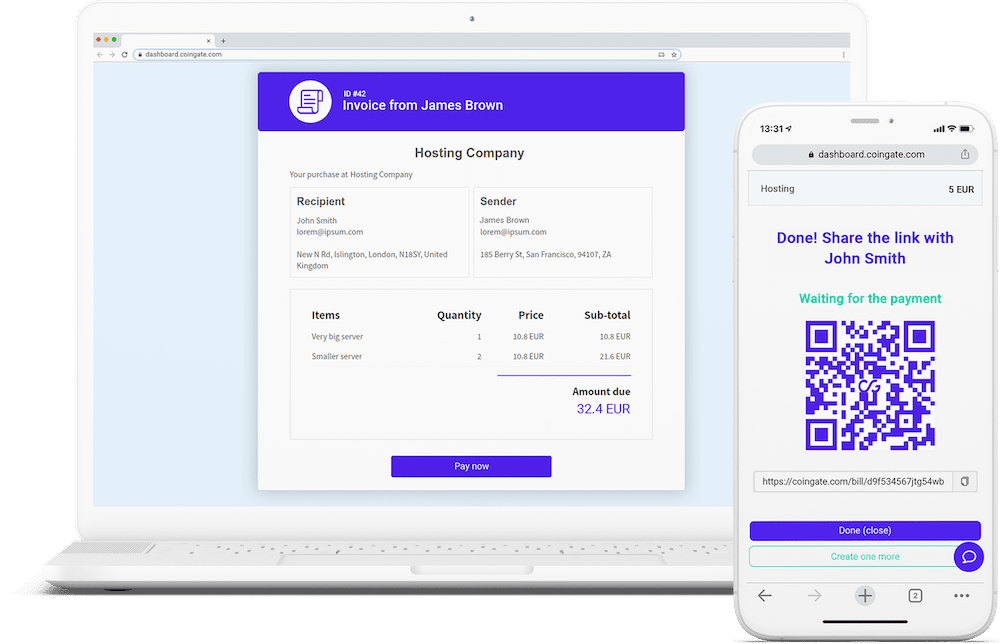 dashboard.coingate.com
ID #42
Invoice from James Brown
Hosting Company
Your purchase at Hosting Company
Recipient
John Smith
lorem@ipsum.com
New N Rd, Islington, London, N18SY, United
Kingdom
Sender
James Brown
lorem@ipsum.com
185 Berry St, San Francisco, 94107, ZA
Items Quantity Price Sub-total
Very big server 1 10.8 EUR 10.8 EUR
Smaller server 2 10.8 EUR 21.6 EUR
Amount due
32.4 EUR
Pay now
13:31
dashboard.coingate.com
Hosting 5 EUR
Done! Share the link with
John Smith
Waiting for the payment
https://coingate.com/bill/d9f534567jtg54wb
Done (close)
Create one more
2